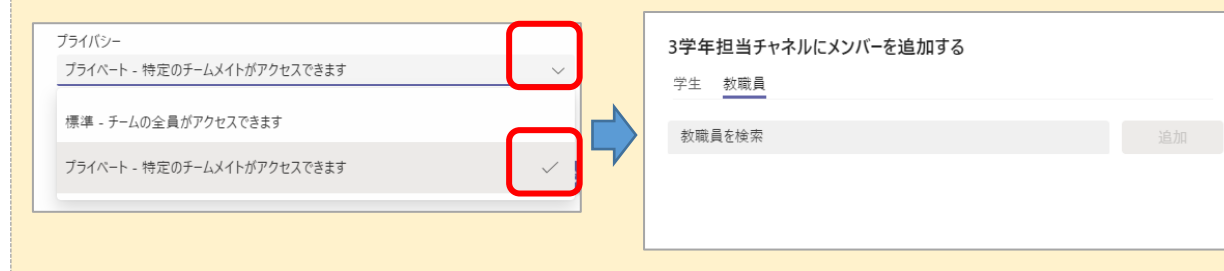 プライバシー
プライベート - 特定のチームメイトがアクセスできます
標準 - チームの全員がアクセスできます
プライベート - 特定のチームメイトがアクセスできます
3学年担当チャネルにメンバーを追加する
学生 教職員
教職員を検索 追加